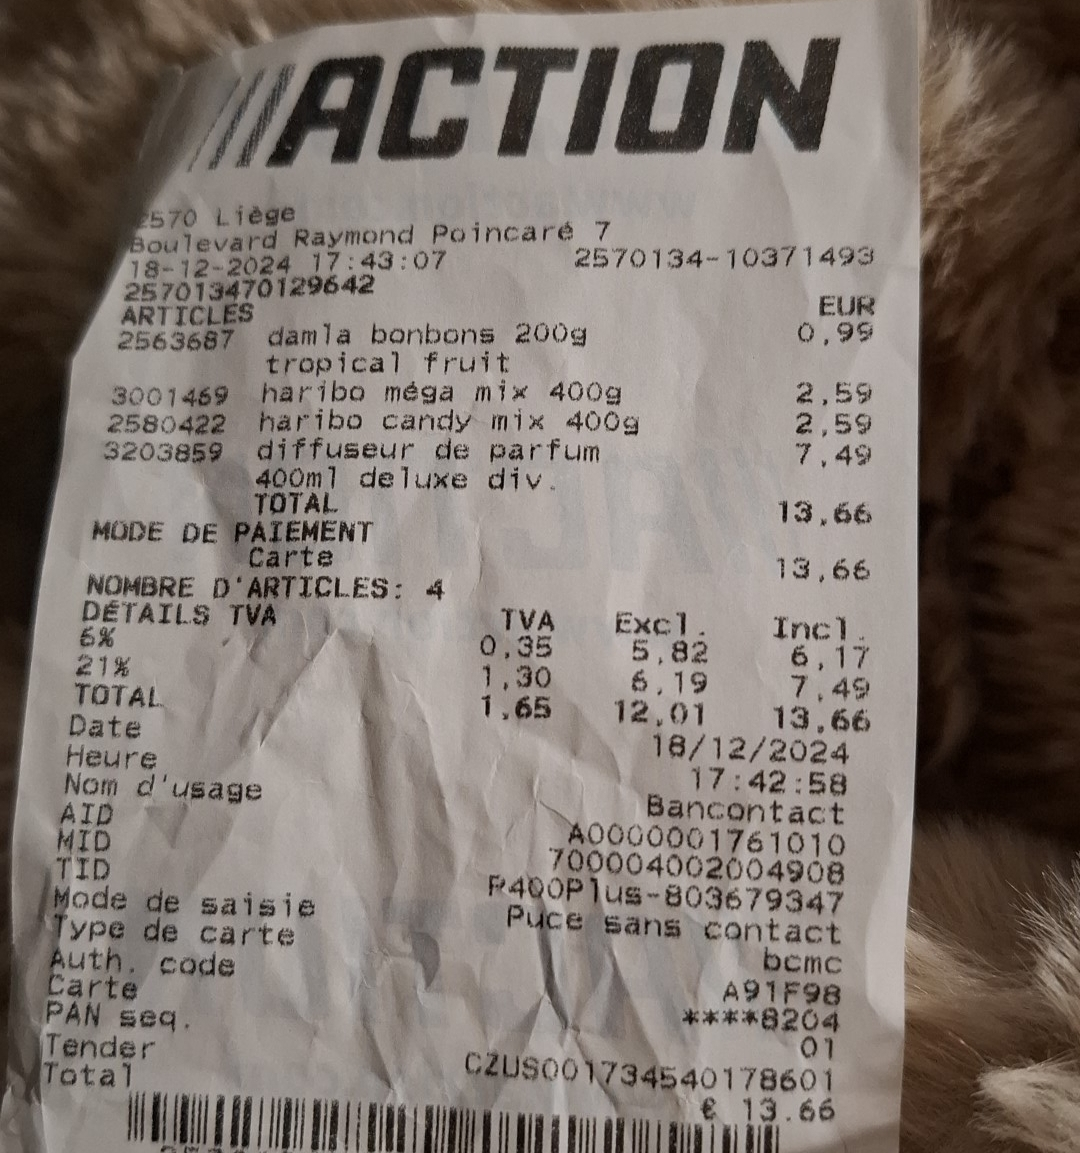 ACTION
2570 Liège
Boulevard Raymond Poincaré 7
18-12-2024 17:43:07 2570134-10371493
257013470129642
ARTICLES EUR
2563687 damla bonbons 200g 0,99
tropical fruit
3001469 haribo méga mix 400g 2,59
2580422 haribo candy mix 400g 2,59
3203859 diffuseur de parfum 7,49
400ml deluxe div.
TOTAL 13,66
MODE DE PAIEMENT
Carte 13,66
NOMBRE D'ARTICLES: 4
DÉTAILS TVA TVA Excl. Incl.
6% 0,35 5,82 6,17
21% 1,30 6,19 7,49
TOTAL 1,65 12,01 13,66
Date 18/12/2024
Heure 17:42:58
Nom d'usage Bancontact
AID A0000001761010
MID 700004002004908
TID P400Plus-803679347
Mode de saisie Puce sans contact
Type de carte bcmc
Auth. code A91F98
Carte ****8204
PAN seq. 01
Tender CZUS001734540178601
Total € 13.66